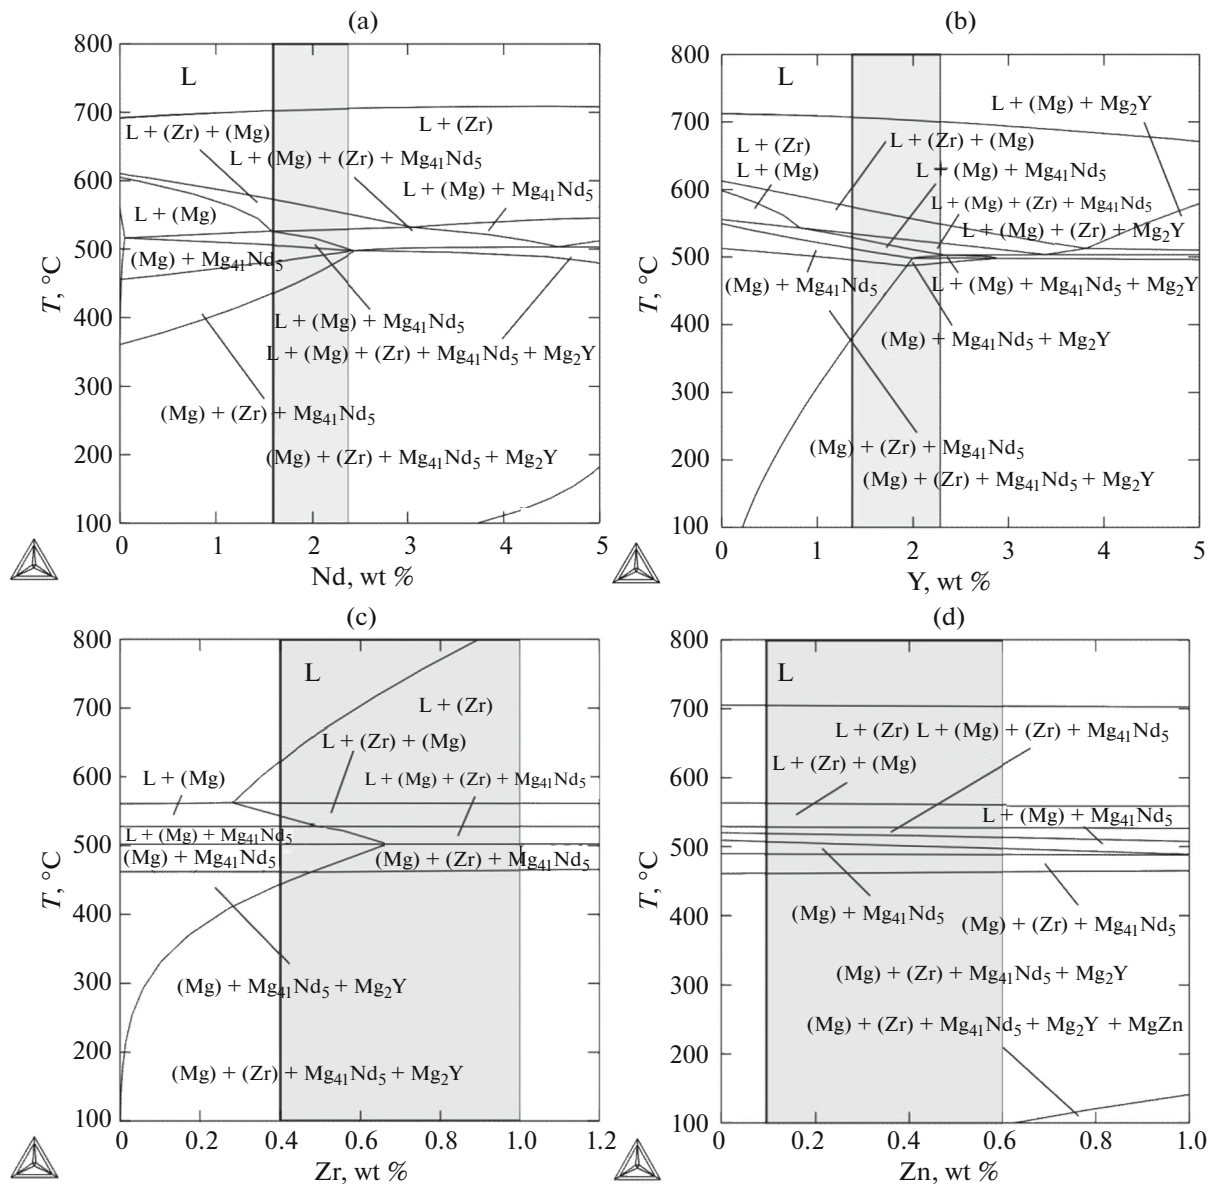 (a)
800
700
600
500
400
300
200
100
T, °C
L
L + (Zr)
L + (Zr) + (Mg)
L + (Mg) + (Zr) + Mg₄₁Nd₅
L + (Mg) + Mg₄₁Nd₅
L + (Mg)
(Mg) + Mg₄₁Nd₅
L + (Mg) + Mg₄₁Nd₅
L + (Mg) + (Zr) + Mg₄₁Nd₅ + Mg₂Y
(Mg) + (Zr) + Mg₄₁Nd₅
(Mg) + (Zr) + Mg₄₁Nd₅ + Mg₂Y
0 1 2 3 4 5
Nd, wt %
(b)
800
700
600
500
400
300
200
100
T, °C
L
L + (Mg) + Mg₂Y
L + (Zr)
L + (Zr) + (Mg)
L + (Mg)
L + (Mg) + Mg₄₁Nd₅
L + (Mg) + (Zr) + Mg₄₁Nd₅
L + (Mg) + (Zr) + Mg₂Y
(Mg) + Mg₄₁Nd₅
L + (Mg) + Mg₄₁Nd₅ + Mg₂Y
(Mg) + Mg₄₁Nd₅ + Mg₂Y
(Mg) + (Zr) + Mg₄₁Nd₅
(Mg) + (Zr) + Mg₄₁Nd₅ + Mg₂Y
0 1 2 3 4 5
Y, wt %
(c)
800
700
600
500
400
300
200
100
T, °C
L
L + (Zr)
L + (Zr) + (Mg)
L + (Mg)
L + (Mg) + (Zr) + Mg₄₁Nd₅
L + (Mg) + Mg₄₁Nd₅
(Mg) + Mg₄₁Nd₅
(Mg) + (Zr) + Mg₄₁Nd₅
(Mg) + Mg₄₁Nd₅ + Mg₂Y
(Mg) + (Zr) + Mg₄₁Nd₅ + Mg₂Y
0 0.2 0.4 0.6 0.8 1.0 1.2
Zr, wt %
(d)
800
700
600
500
400
300
200
100
T, °C
L
L + (Zr) L + (Mg) + (Zr) + Mg₄₁Nd₅
L + (Zr) + (Mg)
L + (Mg) + Mg₄₁Nd₅
(Mg) + Mg₄₁Nd₅
(Mg) + (Zr) + Mg₄₁Nd₅
(Mg) + (Zr) + Mg₄₁Nd₅ + Mg₂Y
(Mg) + (Zr) + Mg₄₁Nd₅ + Mg₂Y + MgZn
0 0.2 0.4 0.6 0.8 1.0
Zn, wt %